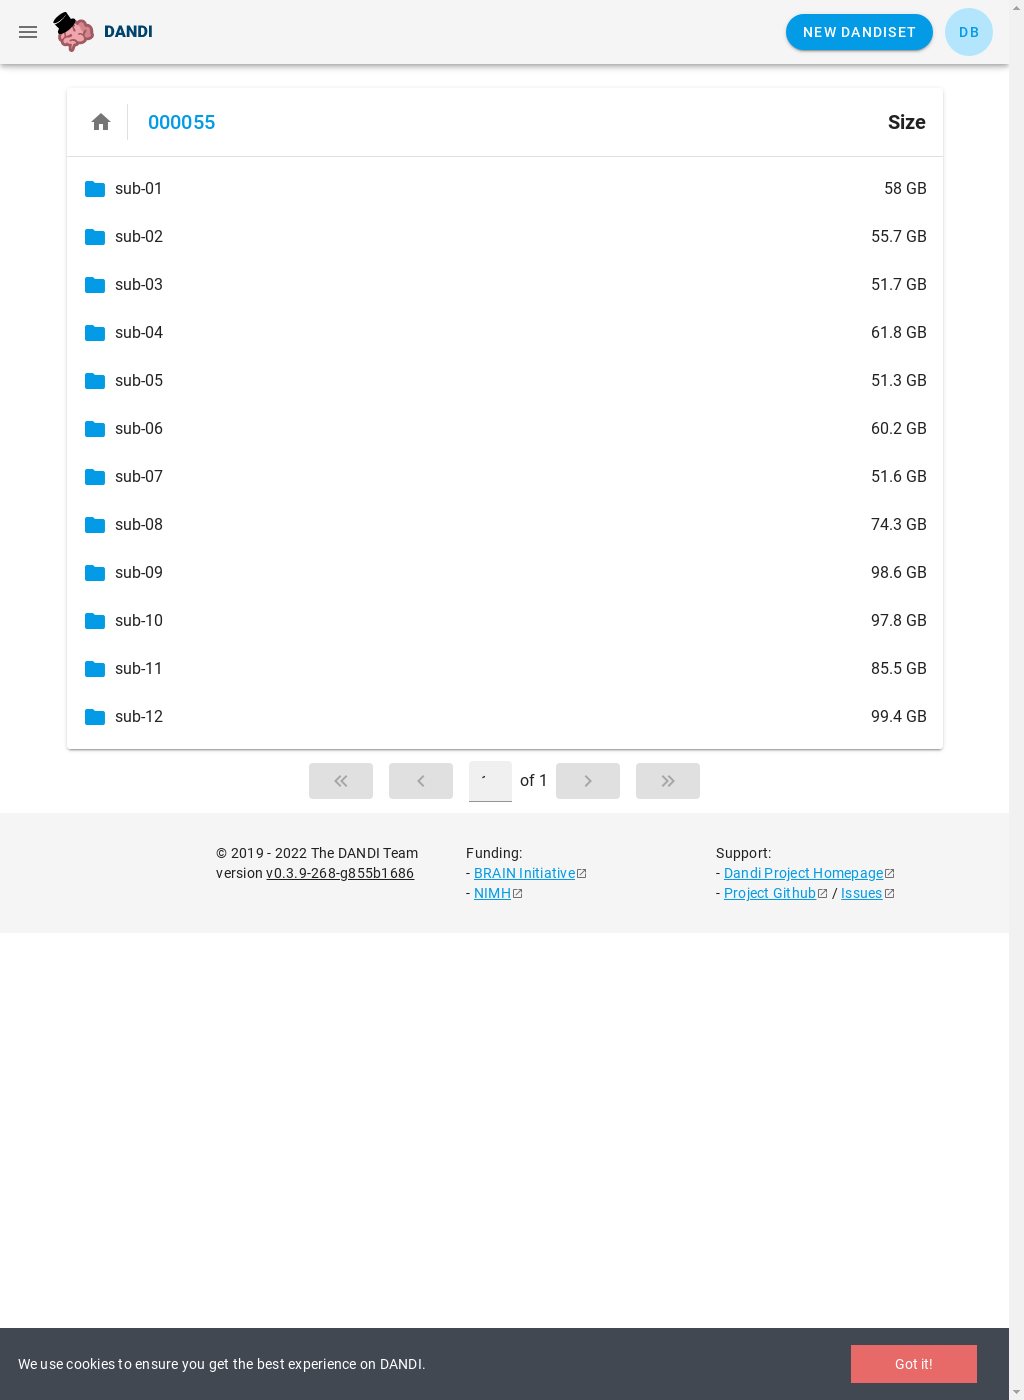 DANDI
NEW DANDISET
DB
000055
Size
sub-01 58 GB
sub-02 55.7 GB
sub-03 51.7 GB
sub-04 61.8 GB
sub-05 51.3 GB
sub-06 60.2 GB
sub-07 51.6 GB
sub-08 74.3 GB
sub-09 98.6 GB
sub-10 97.8 GB
sub-11 85.5 GB
sub-12 99.4 GB
of 1
© 2019 - 2022 The DANDI Team
version v0.3.9-268-g855b1686
Funding:
- BRAIN Initiative
- NIMH
Support:
- Dandi Project Homepage
- Project Github / Issues
We use cookies to ensure you get the best experience on DANDI.
Got it!